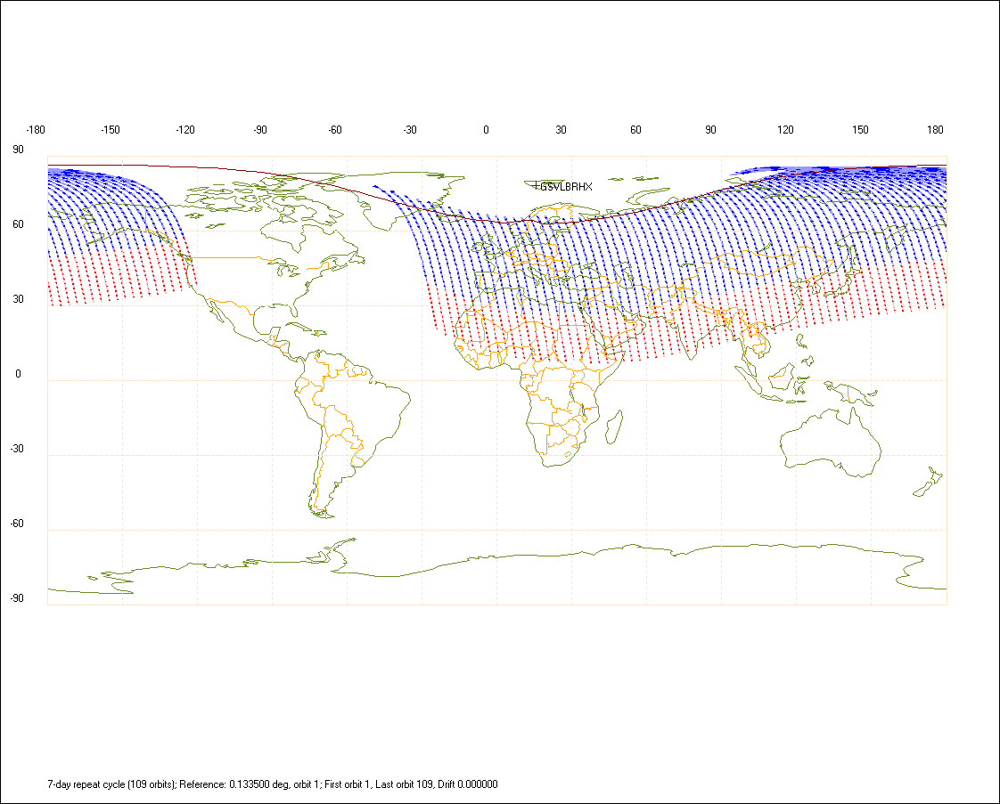 -180 -150 -120 -90 -60 -30 0 30 60 90 120 150 180
90
GSVLBRHX
60
30
0
-30
-60
-90
7-day repeat cycle (109 orbits); Reference: 0.133500 deg, orbit 1; First orbit 1, Last orbit 109, Drift 0.000000